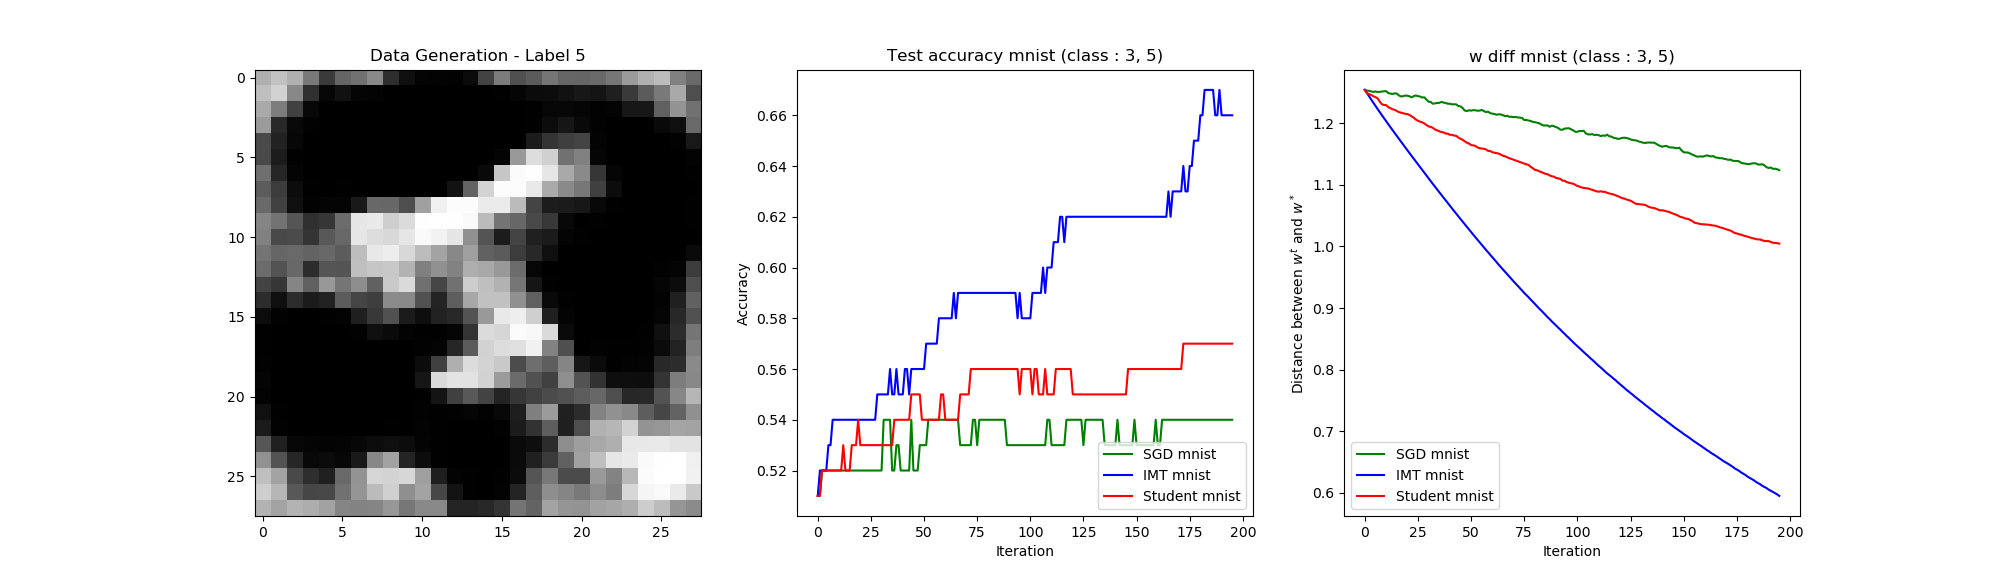 Data Generation - Label 5
0
5
10
15
20
25
0 5 10 15 20 25
Test accuracy mnist (class : 3, 5)
Accuracy
0.66
0.64
0.62
0.60
0.58
0.56
0.54
0.52
SGD mnist
IMT mnist
Student mnist
0 25 50 75 100 125 150 175 200
Iteration
w diff mnist (class : 3, 5)
Distance between w^t and w^*
1.2
1.1
1.0
0.9
0.8
0.7
0.6
SGD mnist
IMT mnist
Student mnist
0 25 50 75 100 125 150 175 200
Iteration